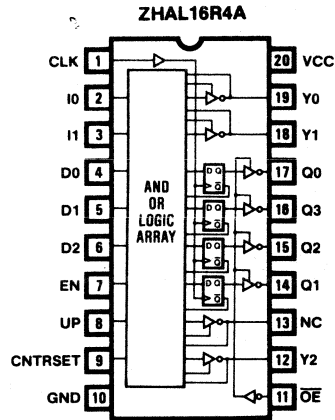 ZHAL16R4A
CLK 1 20 VCC
I0 2 19 Y0
I1 3 18 Y1
D0 4 D Q > Q̅ 17 Q0
D1 5 AND OR LOGIC ARRAY D Q > Q̅ 16 Q3
D2 6 D Q > Q̅ 15 Q2
EN 7 D Q > Q̅ 14 Q1
UP 8 13 NC
CNTRSET 9 12 Y2
GND 10 11 O̅E̅